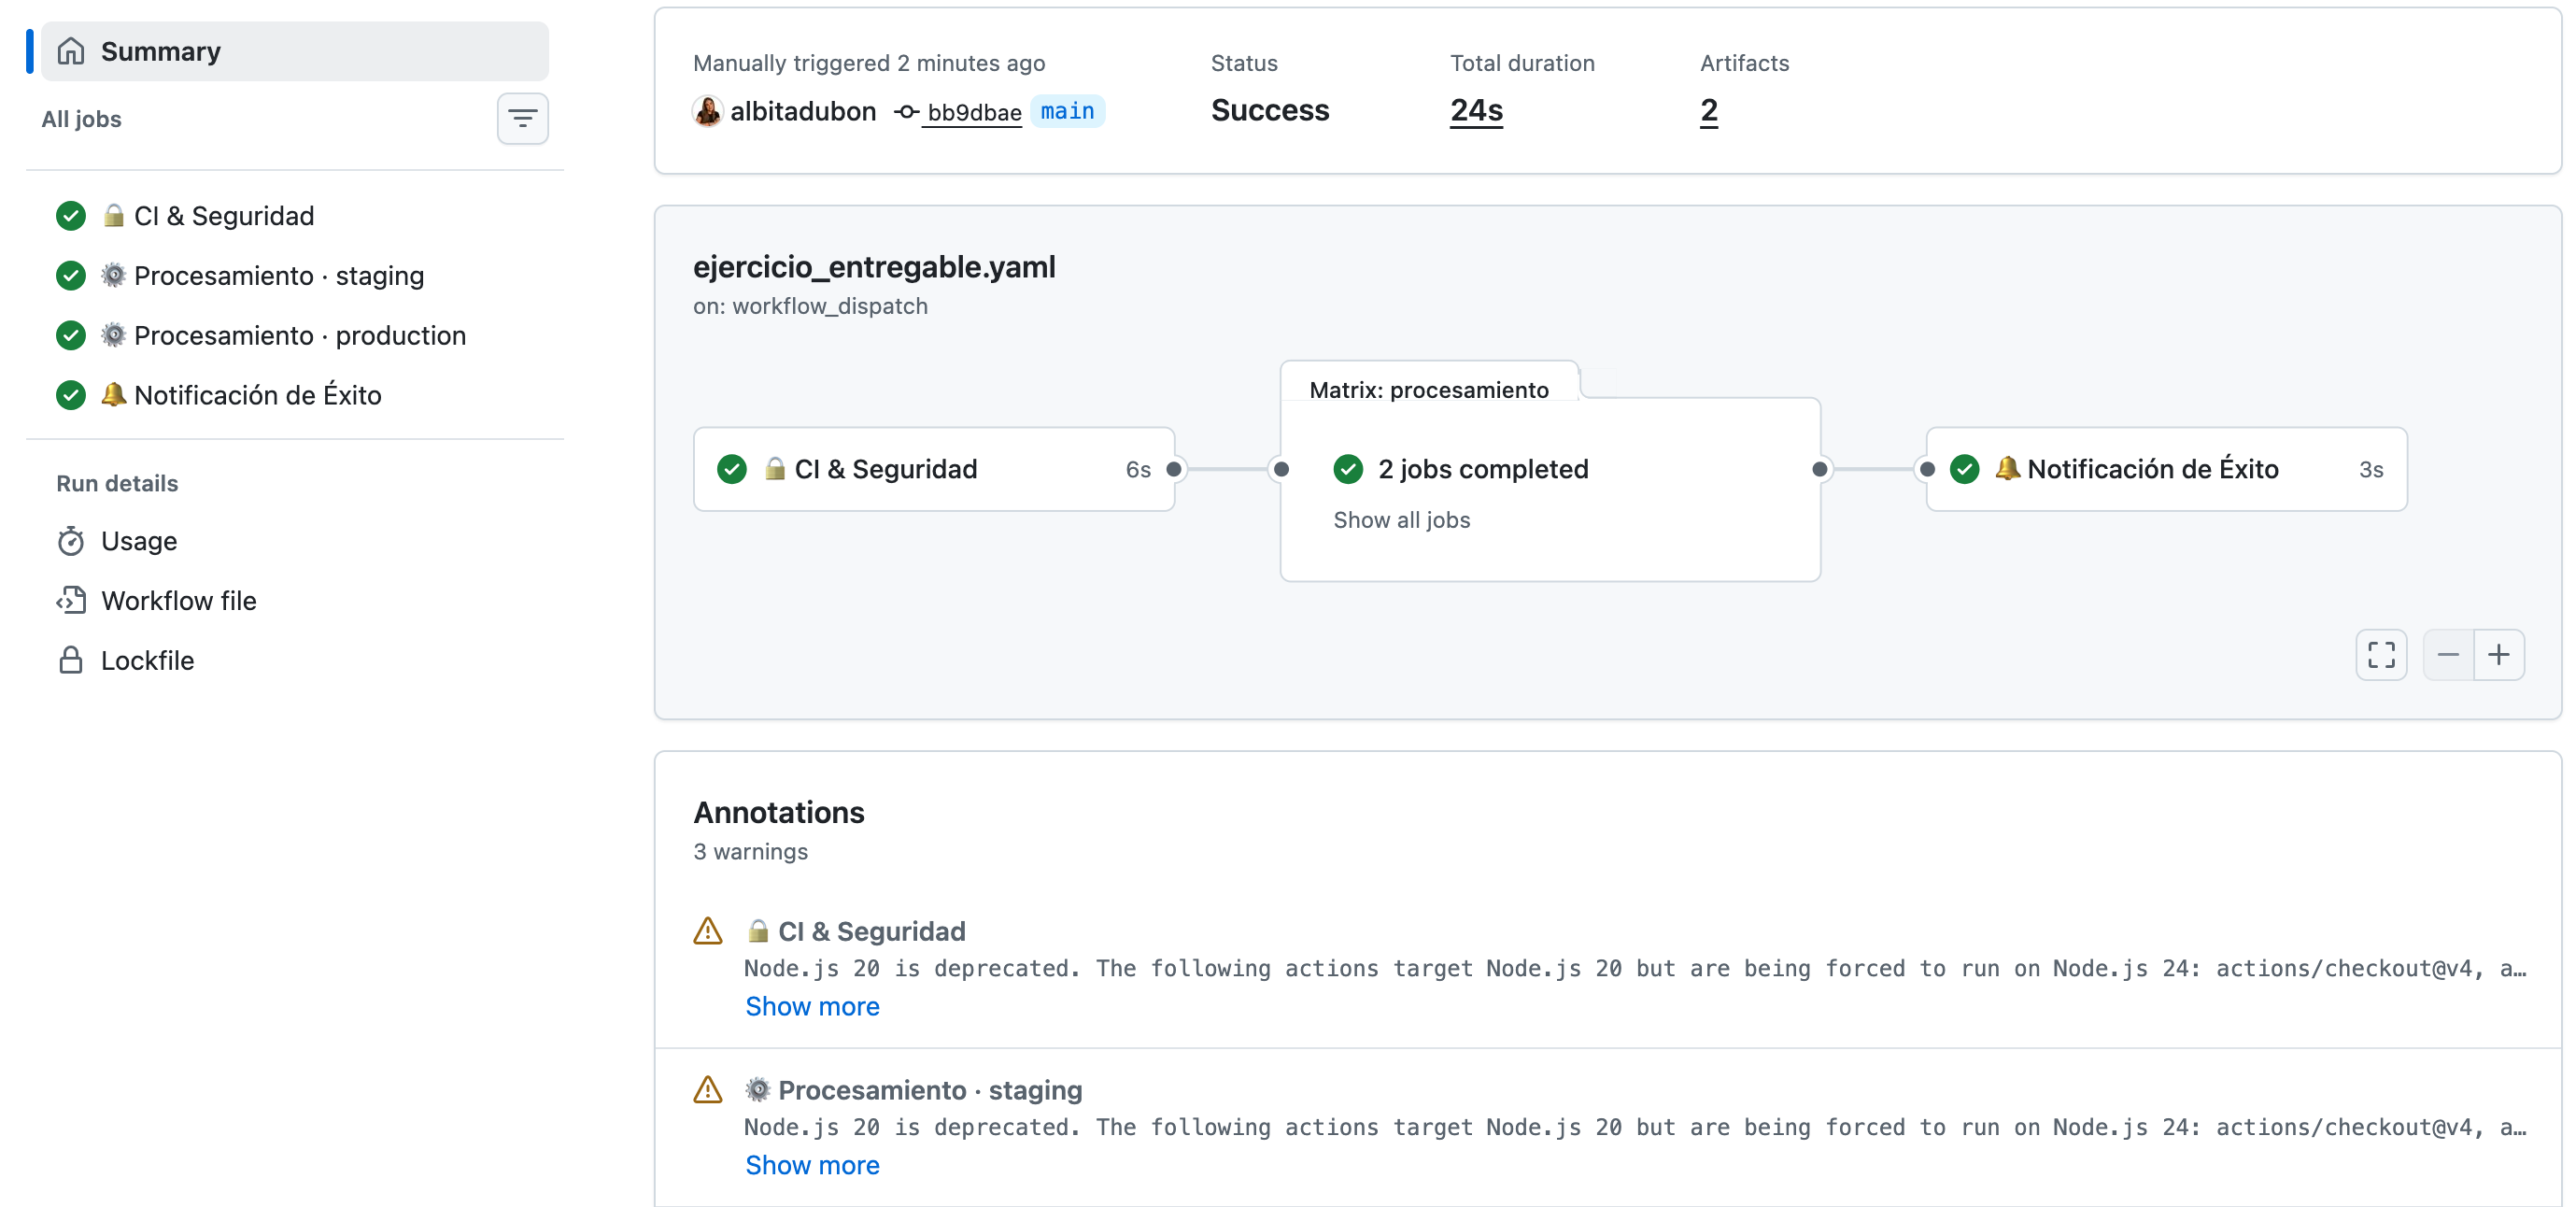 Summary
All jobs
CI & Seguridad
Procesamiento · staging
Procesamiento · production
Notificación de Éxito
Run details
Usage
Workflow file
Lockfile
Manually triggered 2 minutes ago
albitadubon bb9dbae main
Status
Success
Total duration
24s
Artifacts
2
ejercicio_entregable.yaml
on: workflow_dispatch
CI & Seguridad 6s
Matrix: procesamiento
2 jobs completed
Show all jobs
Notificación de Éxito 3s
Annotations
3 warnings
CI & Seguridad
Node.js 20 is deprecated. The following actions target Node.js 20 but are being forced to run on Node.js 24: actions/checkout@v4, a…
Show more
Procesamiento · staging
Node.js 20 is deprecated. The following actions target Node.js 20 but are being forced to run on Node.js 24: actions/checkout@v4, a…
Show more